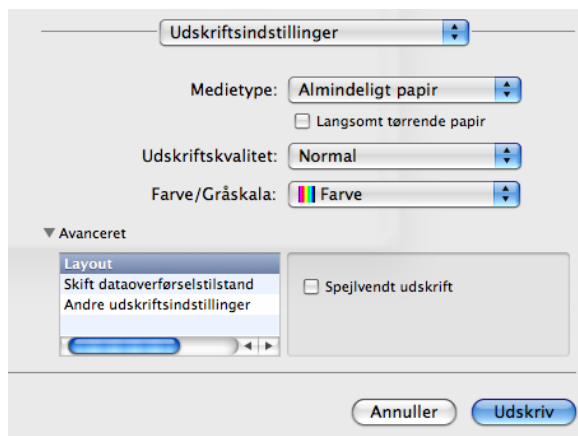 Udskriftsindstillinger
Medietype: Almindeligt papir
Langsomt tørrende papir
Udskriftskvalitet: Normal
Farve/Gråskala: Farve
Avanceret
Layout
Skift dataoverførselstilstand
Andre udskriftsindstillinger
Spejlvendt udskrift
Annuller Udskriv